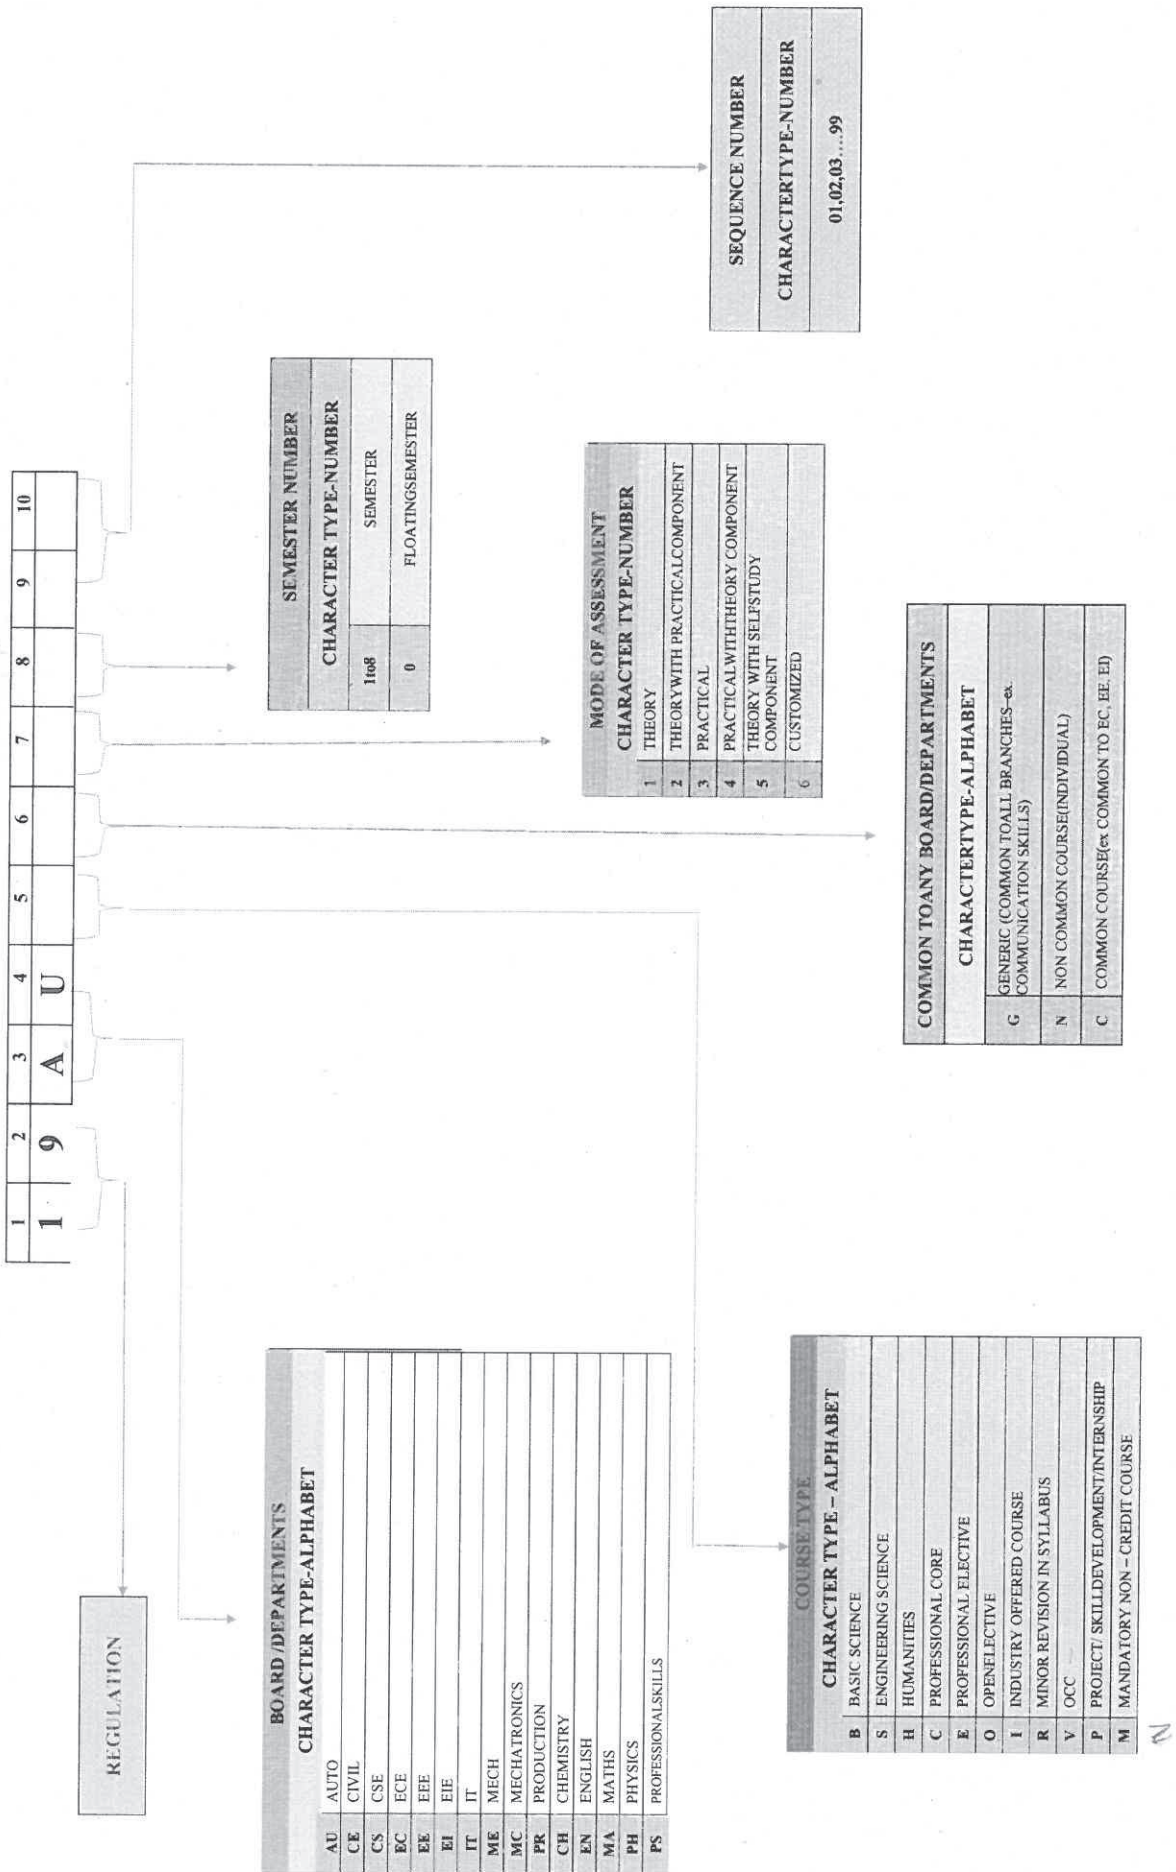 1 2 3 4 5 6 7 8 9 10
1 9 A U
REGULATION
BOARD /DEPARTMENTS
CHARACTER TYPE-ALPHABET
AU AUTO
CE CIVIL
CS CSE
EC ECE
EE EEE
EI EIE
IT IT
ME MECH
MC MECHATRONICS
PR PRODUCTION
CH CHEMISTRY
EN ENGLISH
MA MATHS
PH PHYSICS
PS PROFESSIONALSKILLS
SEMESTER NUMBER
CHARACTER TYPE-NUMBER
1to8 SEMESTER
0 FLOATINGSEMESTER
SEQUENCE NUMBER
CHARACTERTYPE-NUMBER
01,02,03....99
MODE OF ASSESSMENT
CHARACTER TYPE-NUMBER
1 THEORY
2 THEORYWITH PRACTICALCOMPONENT
3 PRACTICAL
4 PRACTICALWITHTHEORY COMPONENT
5 THEORY WITH SELFSTUDY
COMPONENT
6 CUSTOMIZED
COURSE TYPE
CHARACTER TYPE – ALPHABET
B BASIC SCIENCE
S ENGINEERING SCIENCE
H HUMANITIES
C PROFESSIONAL CORE
E PROFESSIONAL ELECTIVE
O OPENELECTIVE
I INDUSTRY OFFERED COURSE
R MINOR REVISION IN SYLLABUS
V OCC
P PROJECT/ SKILLDEVELOPMENT/INTERNSHIP
M MANDATORY NON – CREDIT COURSE
COMMON TOANY BOARD/DEPARTMENTS
CHARACTERTYPE-ALPHABET
G GENERIC (COMMON TOALL BRANCHES-ex.
COMMUNICATION SKILLS)
N NON COMMON COURSE(INDIVIDUAL)
C COMMON COURSE(ex COMMON TO EC, EE, EI)